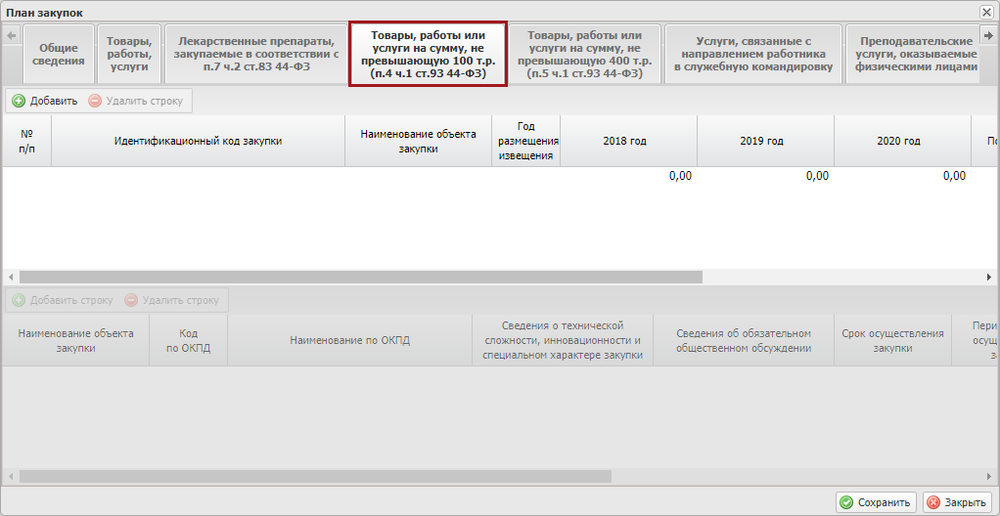 План закупок
Общие
сведения
Товары,
работы,
услуги
Лекарственные препараты,
закупаемые в соответствии с
п.7 ч.2 ст.83 44-ФЗ
Товары, работы или
услуги на сумму, не
превышающую 100 т.р.
(п.4 ч.1 ст.93 44-ФЗ)
Товары, работы или
услуги на сумму, не
превышающую 400 т.р.
(п.5 ч.1 ст.93 44-ФЗ)
Услуги, связанные с
направлением работника
в служебную командировку
Преподавательские
услуги, оказываемые
физическими лицами
Добавить
Удалить строку
№
п/п
Идентификационный код закупки
Наименование объекта
закупки
Год
размещения
извещения
2018 год
2019 год
2020 год
По
0,00
0,00
0,00
Добавить строку
Удалить строку
Наименование объекта
закупки
Код
по ОКПД
Наименование по ОКПД
Сведения о технической
сложности, инновационности и
специальном характере закупки
Сведения об обязательном
общественном обсуждении
Срок осуществления
закупки
Пери
осущ
з
Сохранить
Закрыть